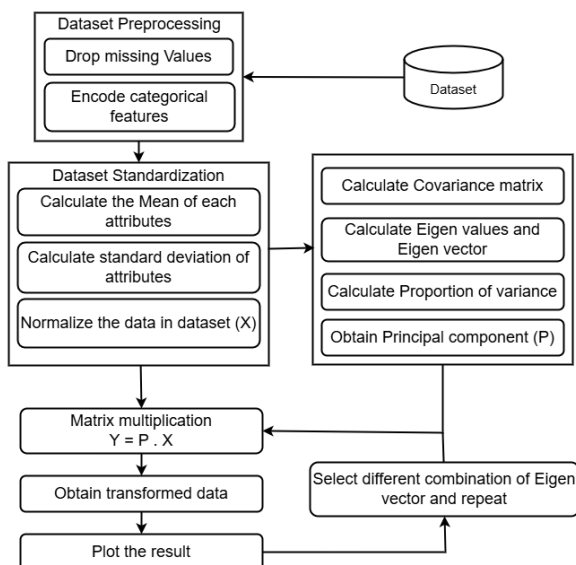 Dataset Preprocessing
Drop missing Values
Encode categorical
features
Dataset
Dataset Standardization
Calculate the Mean of each
attributes
Calculate standard deviation of
attributes
Normalize the data in dataset (X)
Calculate Covariance matrix
Calculate Eigen values and
Eigen vector
Calculate Proportion of variance
Obtain Principal component (P)
Matrix multiplication
Y = P . X
Obtain transformed data
Plot the result
Select different combination of Eigen
vector and repeat